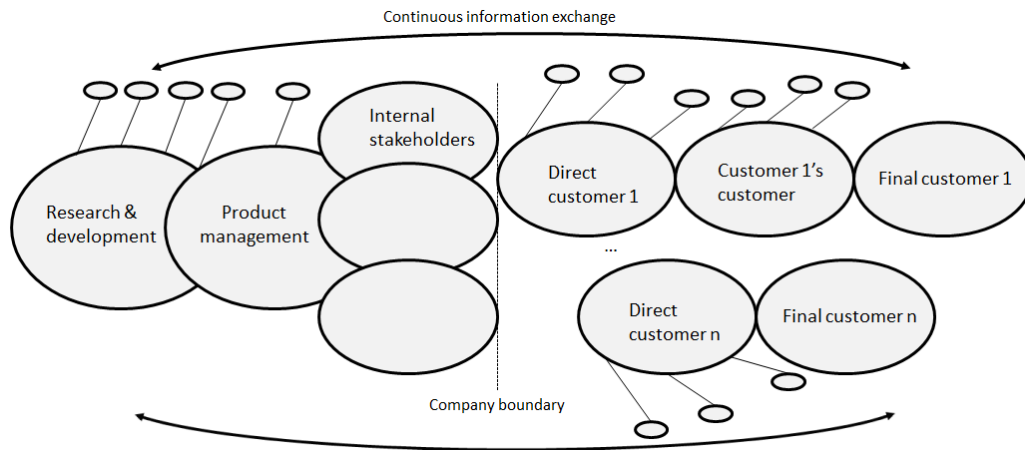 Continuous information exchange
Internal
stakeholders
Research &
development
Product
management
Direct
customer 1
Customer 1's
customer
Final customer 1
...
Direct
customer n
Final customer n
Company boundary